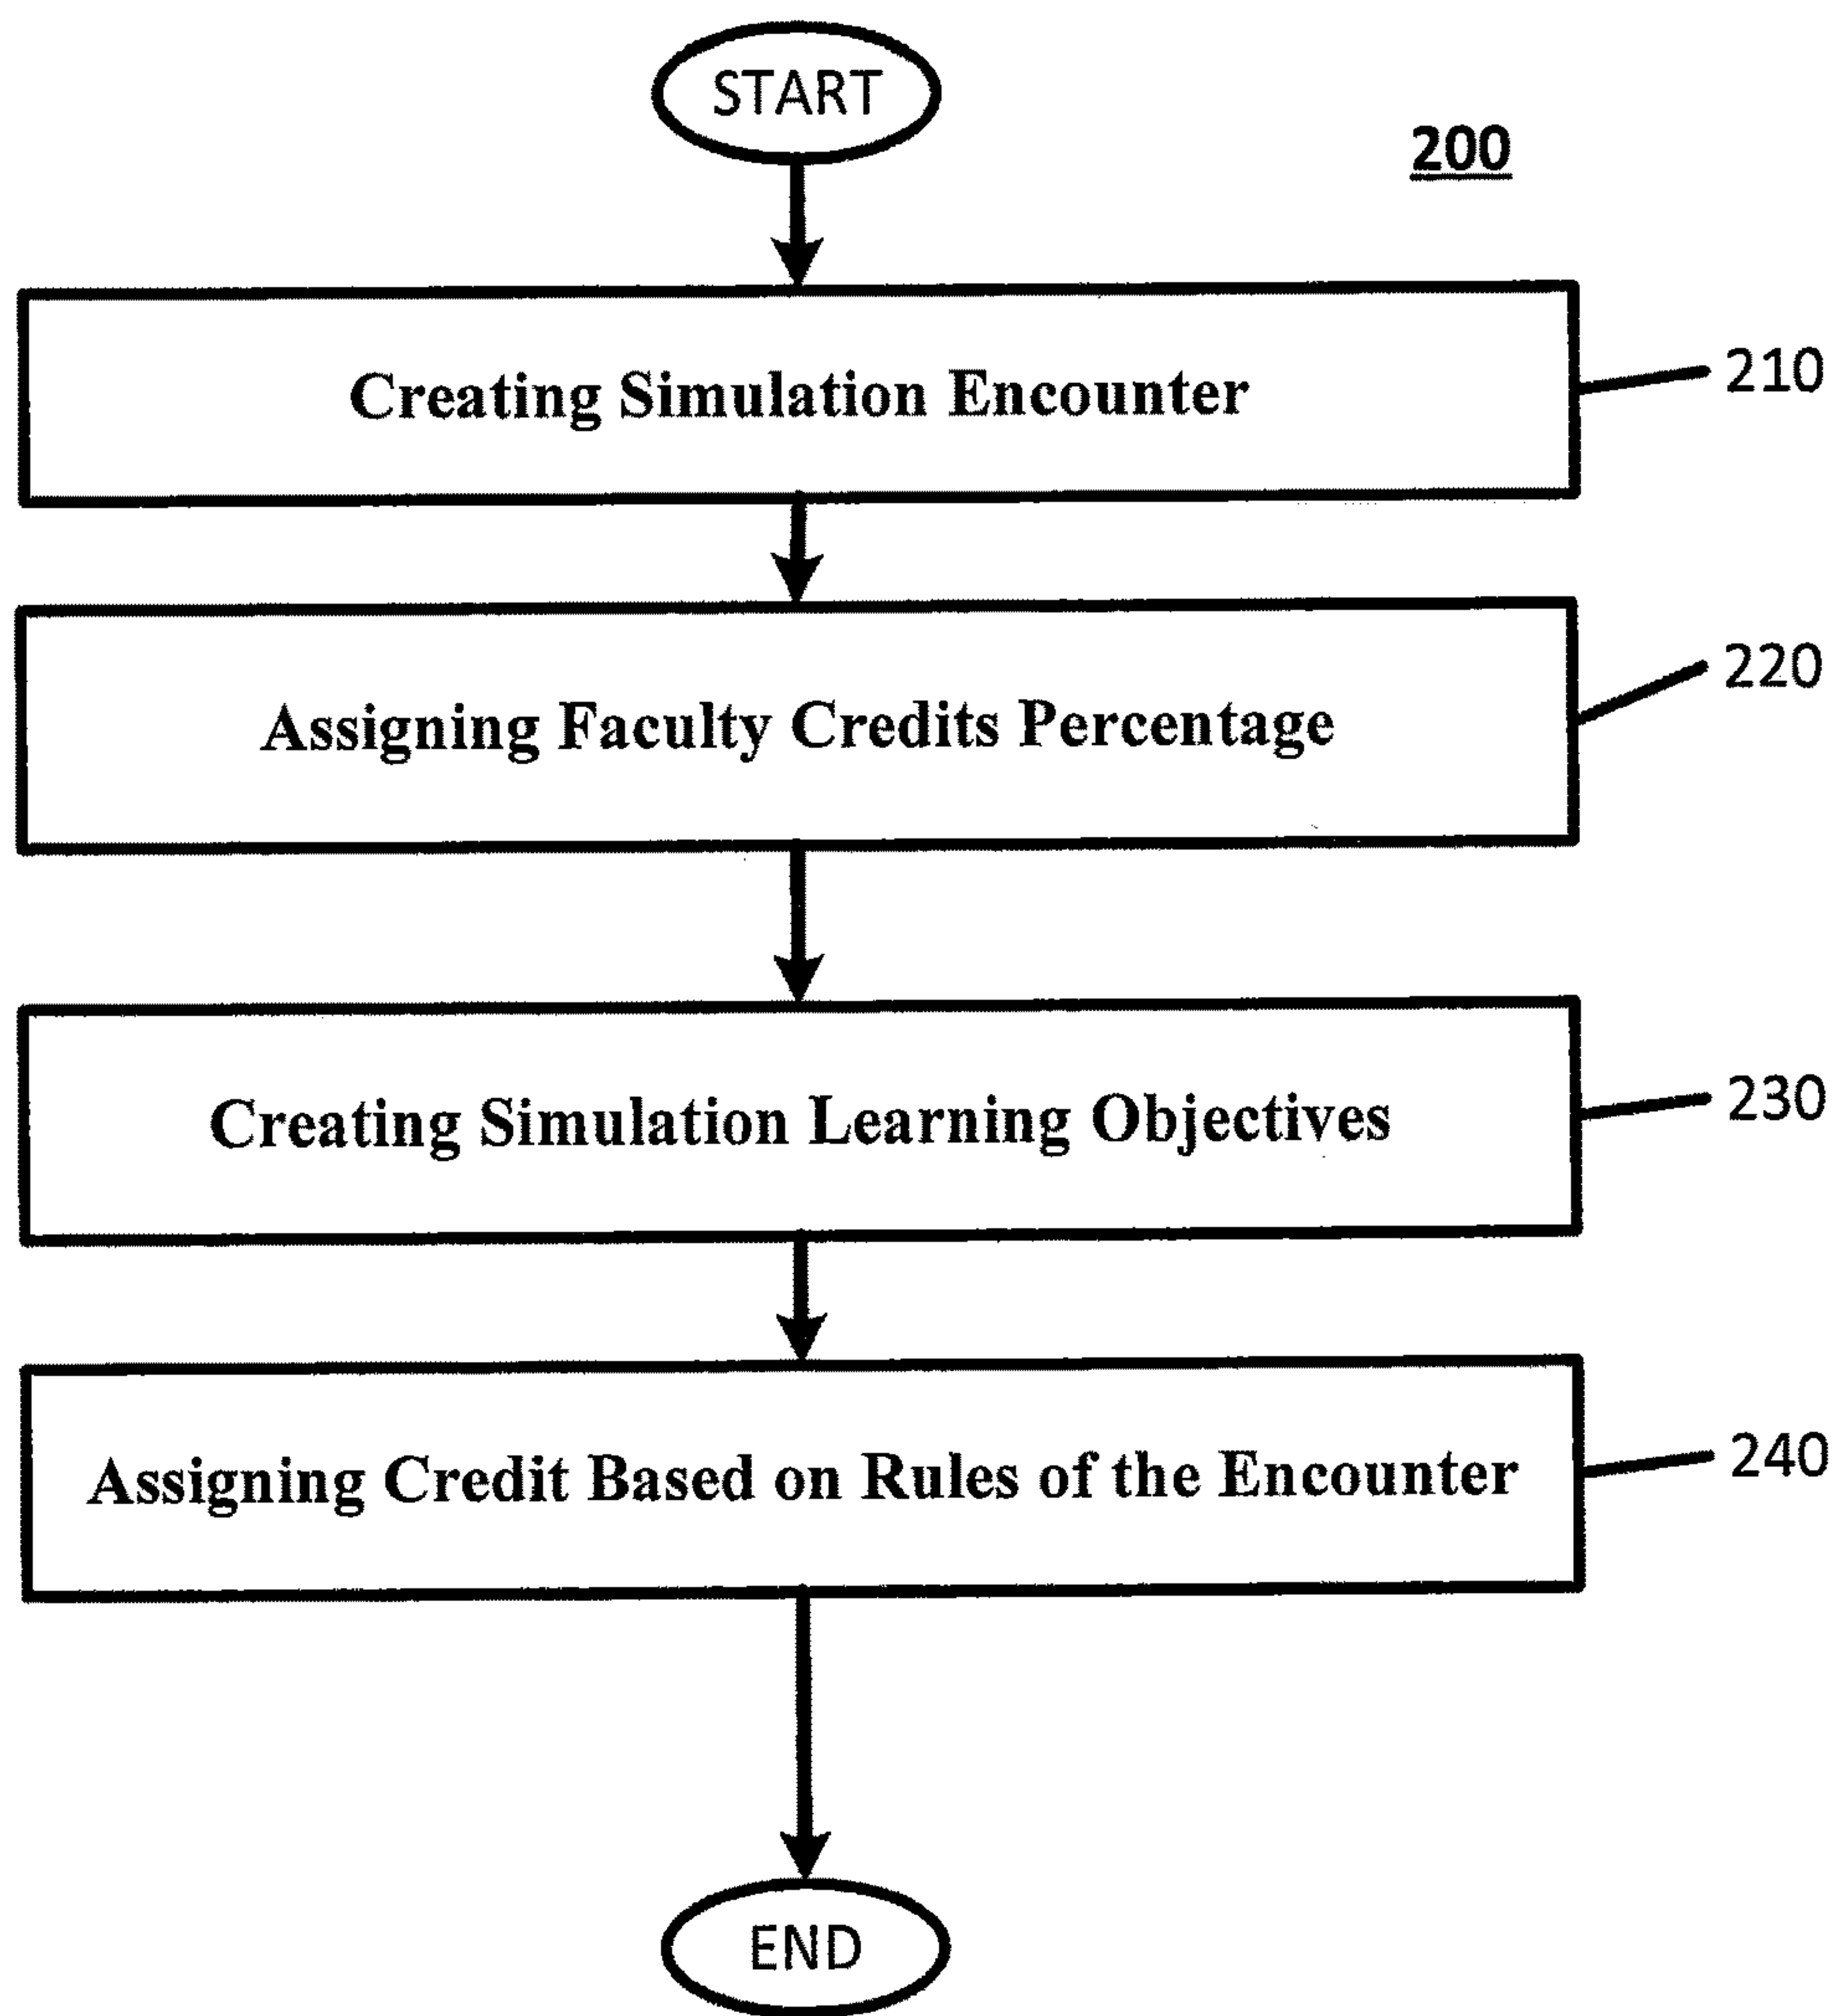 START
200
Creating Simulation Encounter
210
Assigning Faculty Credits Percentage
220
Creating Simulation Learning Objectives
230
Assigning Credit Based on Rules of the Encounter
240
END